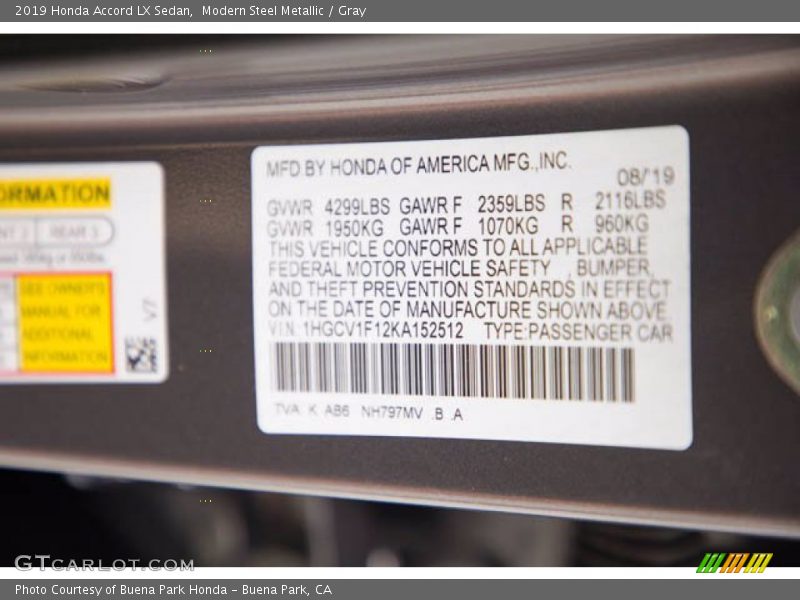 2019 Honda Accord LX Sedan, Modern Steel Metallic / Gray
MFD BY HONDA OF AMERICA MFG.,INC.
08/'19
GVWR 4299LBS GAWR F 2359LBS R 2116LBS
GVWR 1950KG GAWR F 1070KG R 960KG
THIS VEHICLE CONFORMS TO ALL APPLICABLE
FEDERAL MOTOR VEHICLE SAFETY , BUMPER,
AND THEFT PREVENTION STANDARDS IN EFFECT
ON THE DATE OF MANUFACTURE SHOWN ABOVE
VIN:1HGCV1F12KA152512 TYPE:PASSENGER CAR
TVA K AB6 NH797MV .B .A
ORMATION
REAR 3
SEE OWNER'S
MANUAL FOR
ADDITIONAL
INFORMATION
V7
GTCARLOT.COM
Photo Courtesy of Buena Park Honda - Buena Park, CA